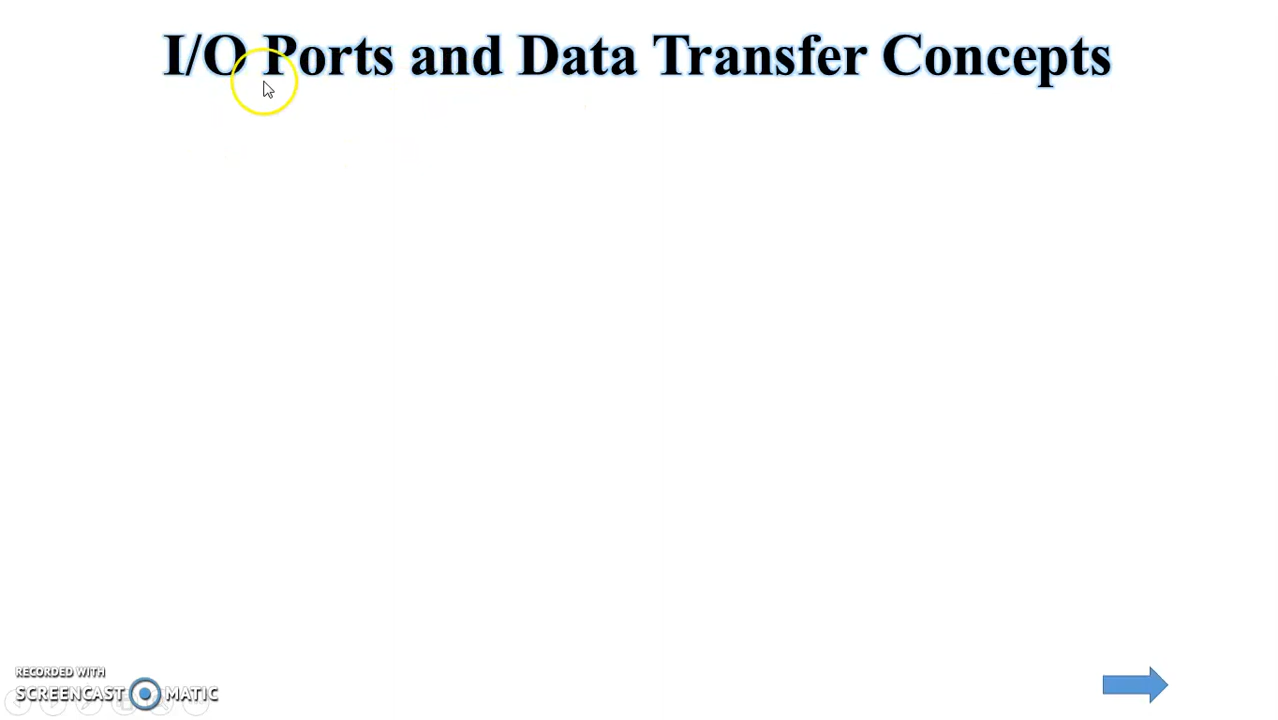 I/O Ports and Data Transfer Concepts
RECORDED WITH
SCREENCAST MATIC